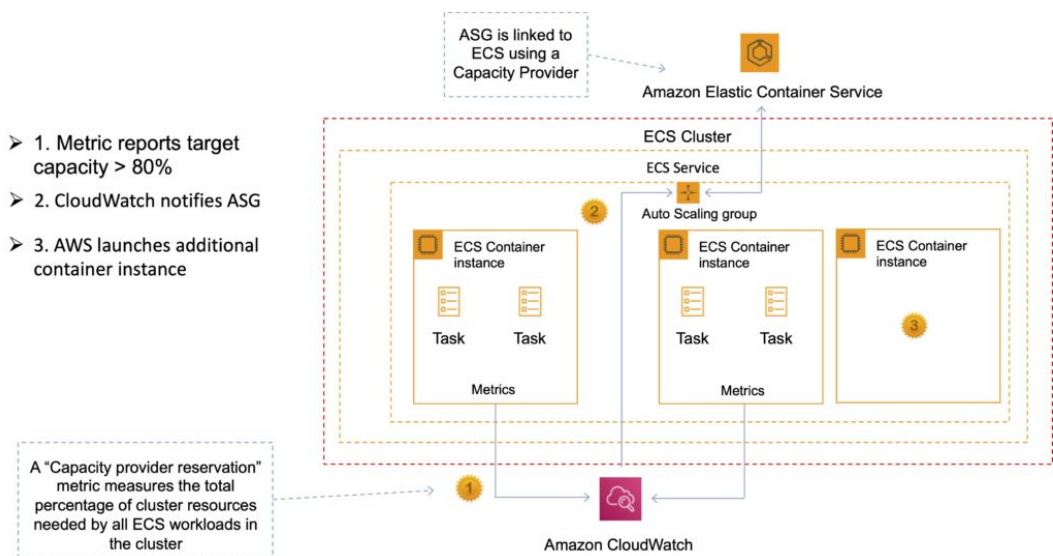 ASG is linked to
ECS using a
Capacity Provider
Amazon Elastic Container Service
➢ 1. Metric reports target
capacity > 80%
➢ 2. CloudWatch notifies ASG
➢ 3. AWS launches additional
container instance
ECS Cluster
ECS Service
2
Auto Scaling group
ECS Container
instance
Task
Task
Metrics
ECS Container
instance
Task
Task
Metrics
ECS Container
instance
3
A “Capacity provider reservation”
metric measures the total
percentage of cluster resources
needed by all ECS workloads in
the cluster
1
Amazon CloudWatch